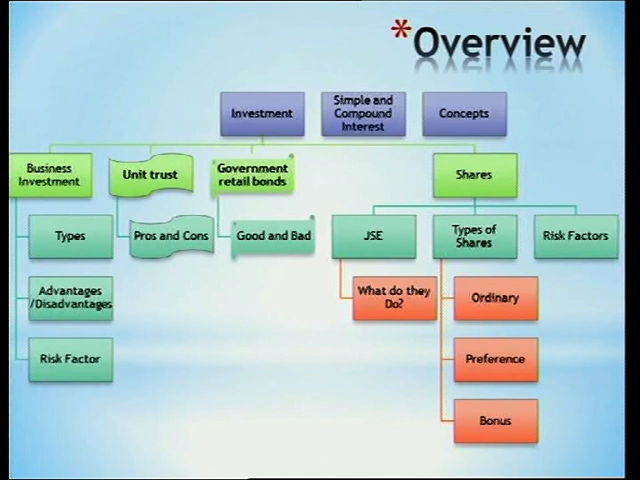 *Overview
Investment
Simple and
Compound
Interest
Concepts
Business
Investment
Unit trust
Government
retail bonds
Shares
Types
Pros and Cons
Good and Bad
JSE
Types of
Shares
Risk Factors
Advantages
/Disadvantages
What do they
Do?
Ordinary
Risk Factor
Preference
Bonus